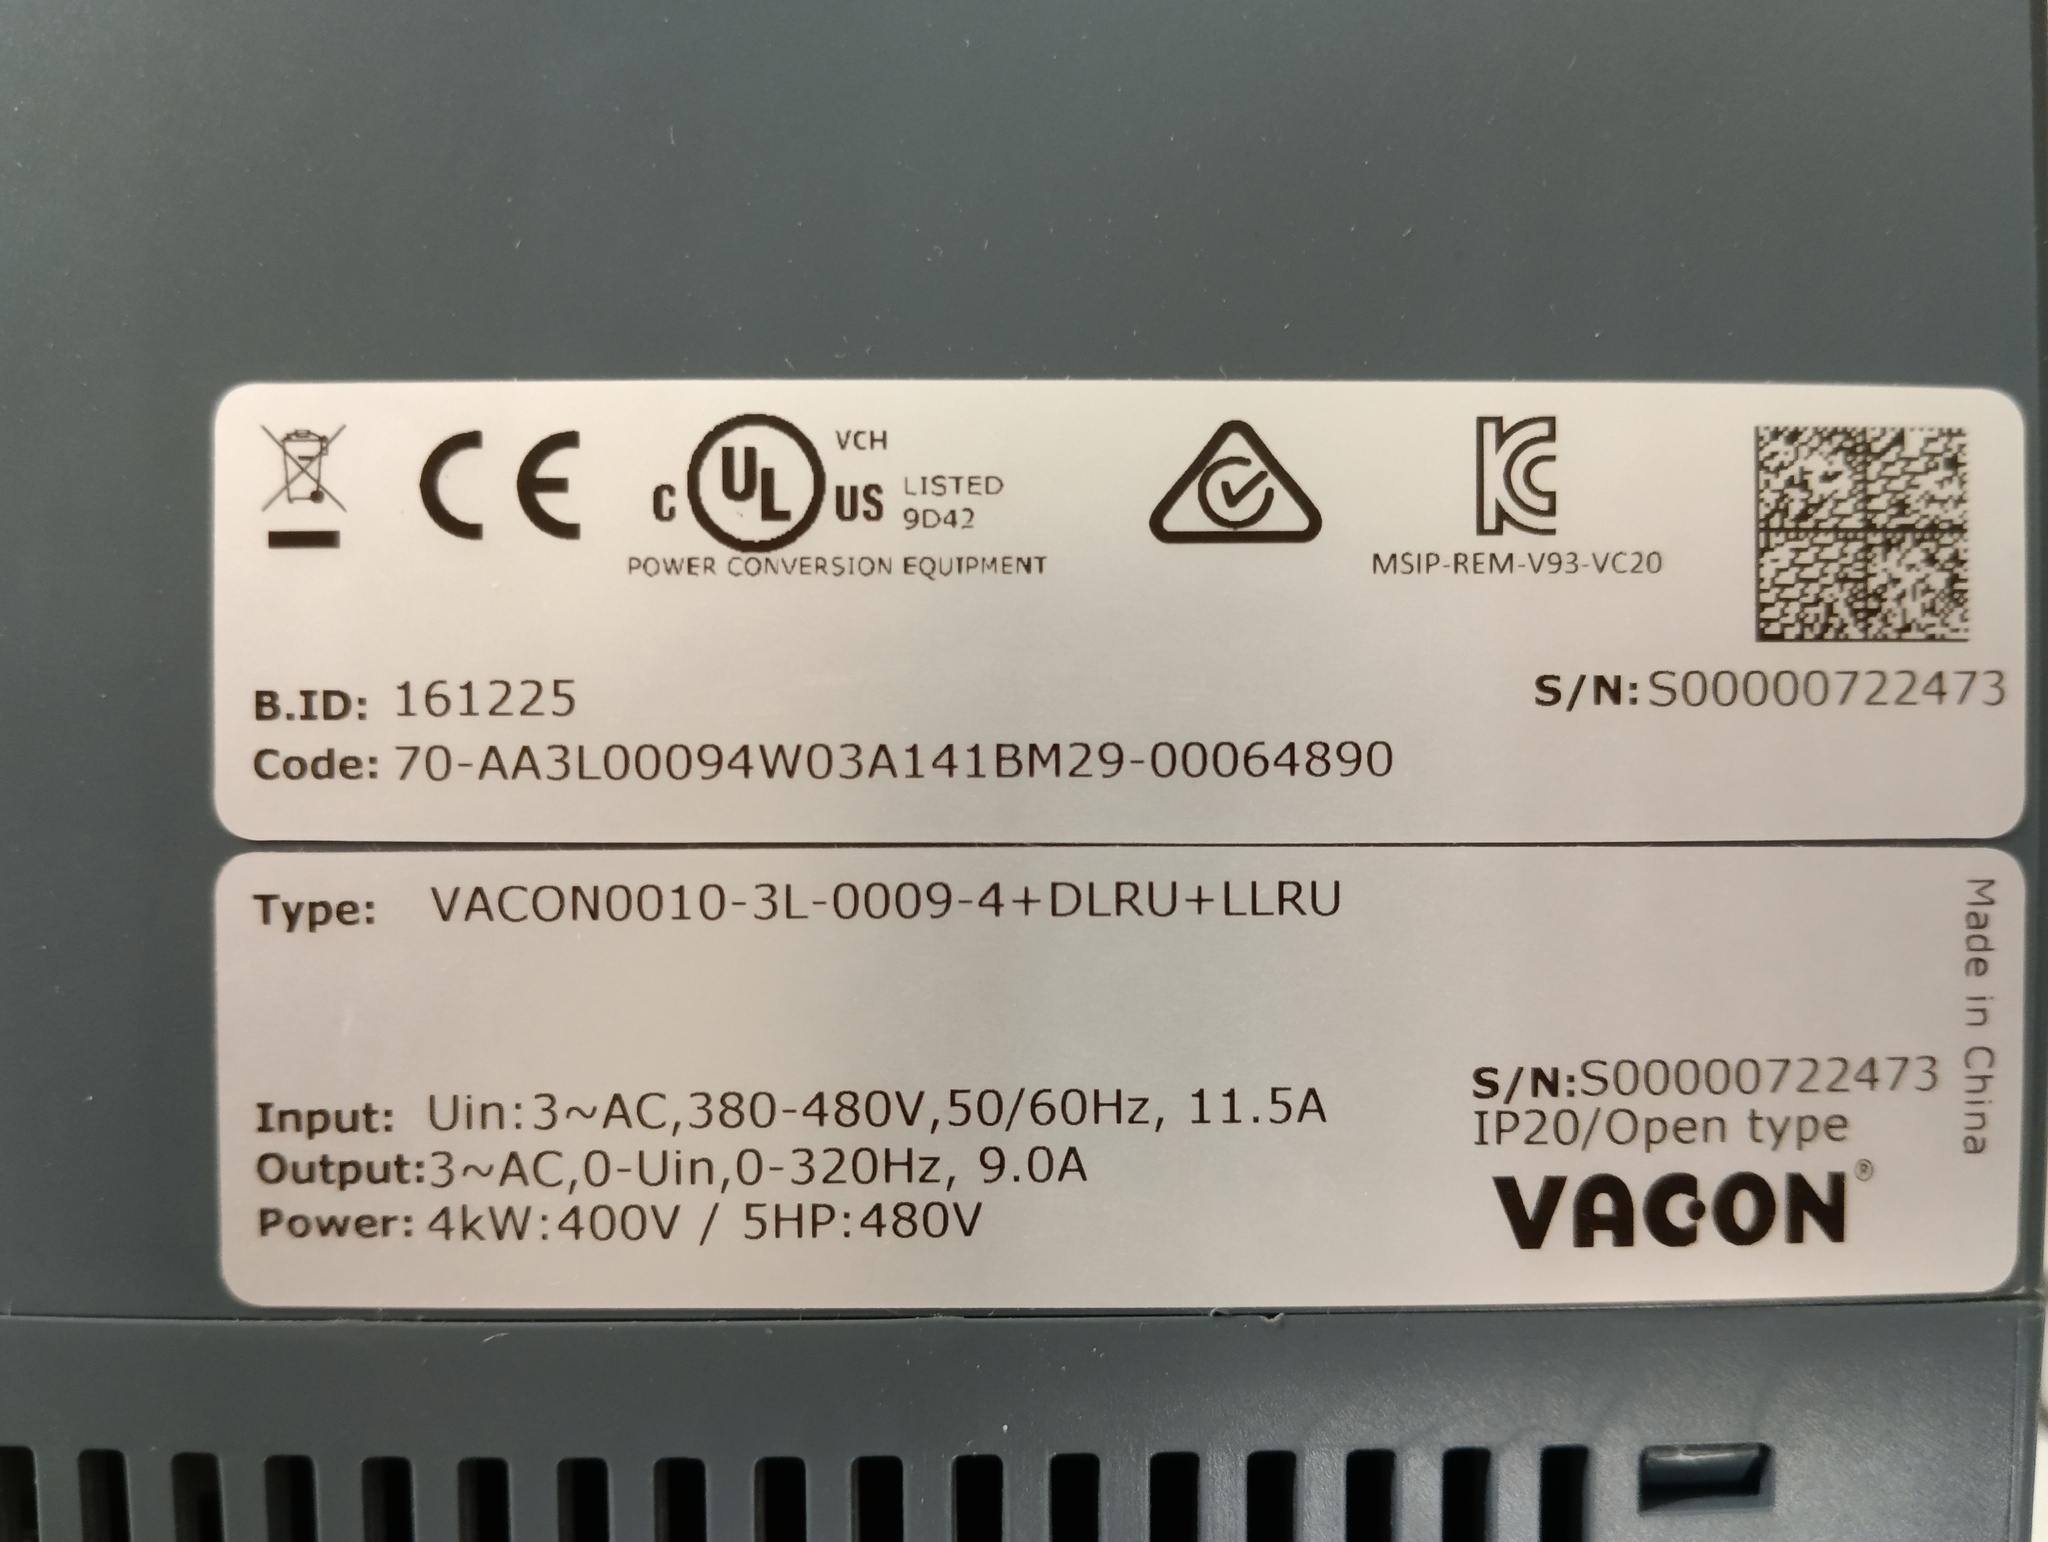 CE
C UL US VCH
LISTED
9D42
POWER CONVERSION EQUIPMENT
KC
MSIP-REM-V93-VC20
B.ID: 161225
S/N:S00000722473
Code: 70-AA3L00094W03A141BM29-00064890
Type: VACON0010-3L-0009-4+DLRU+LLRU
Made in China
Input: Uin:3~AC,380-480V,50/60Hz, 11.5A
Output:3~AC,0-Uin,0-320Hz, 9.0A
Power: 4kW:400V / 5HP:480V
S/N:S00000722473
IP20/Open type
VACON®